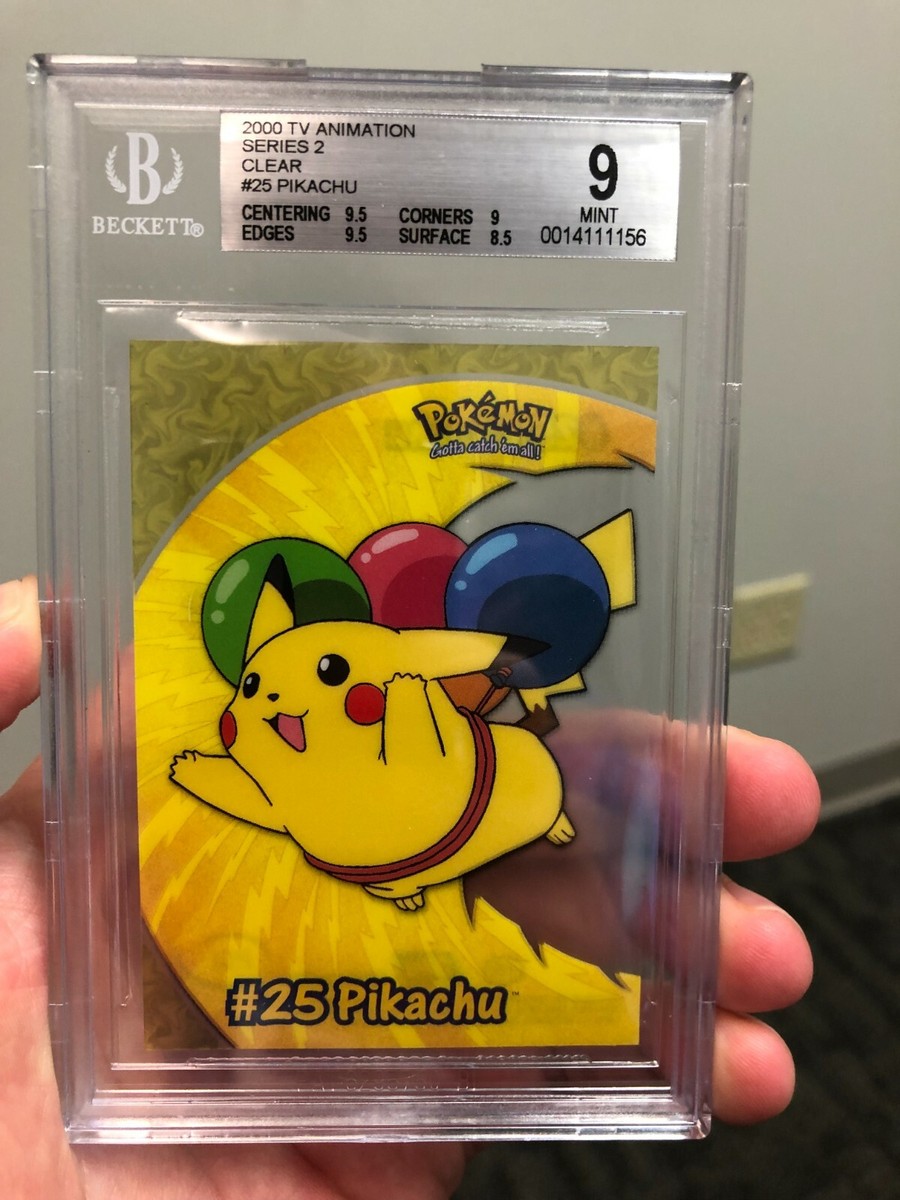 2000 TV ANIMATION
SERIES 2
CLEAR
#25 PIKACHU
CENTERING 9.5 CORNERS 9
EDGES 9.5 SURFACE 8.5
9
MINT
0014111156
B
BECKETT®
POKéMON
Gotta catch 'em all!
#25 Pikachu™